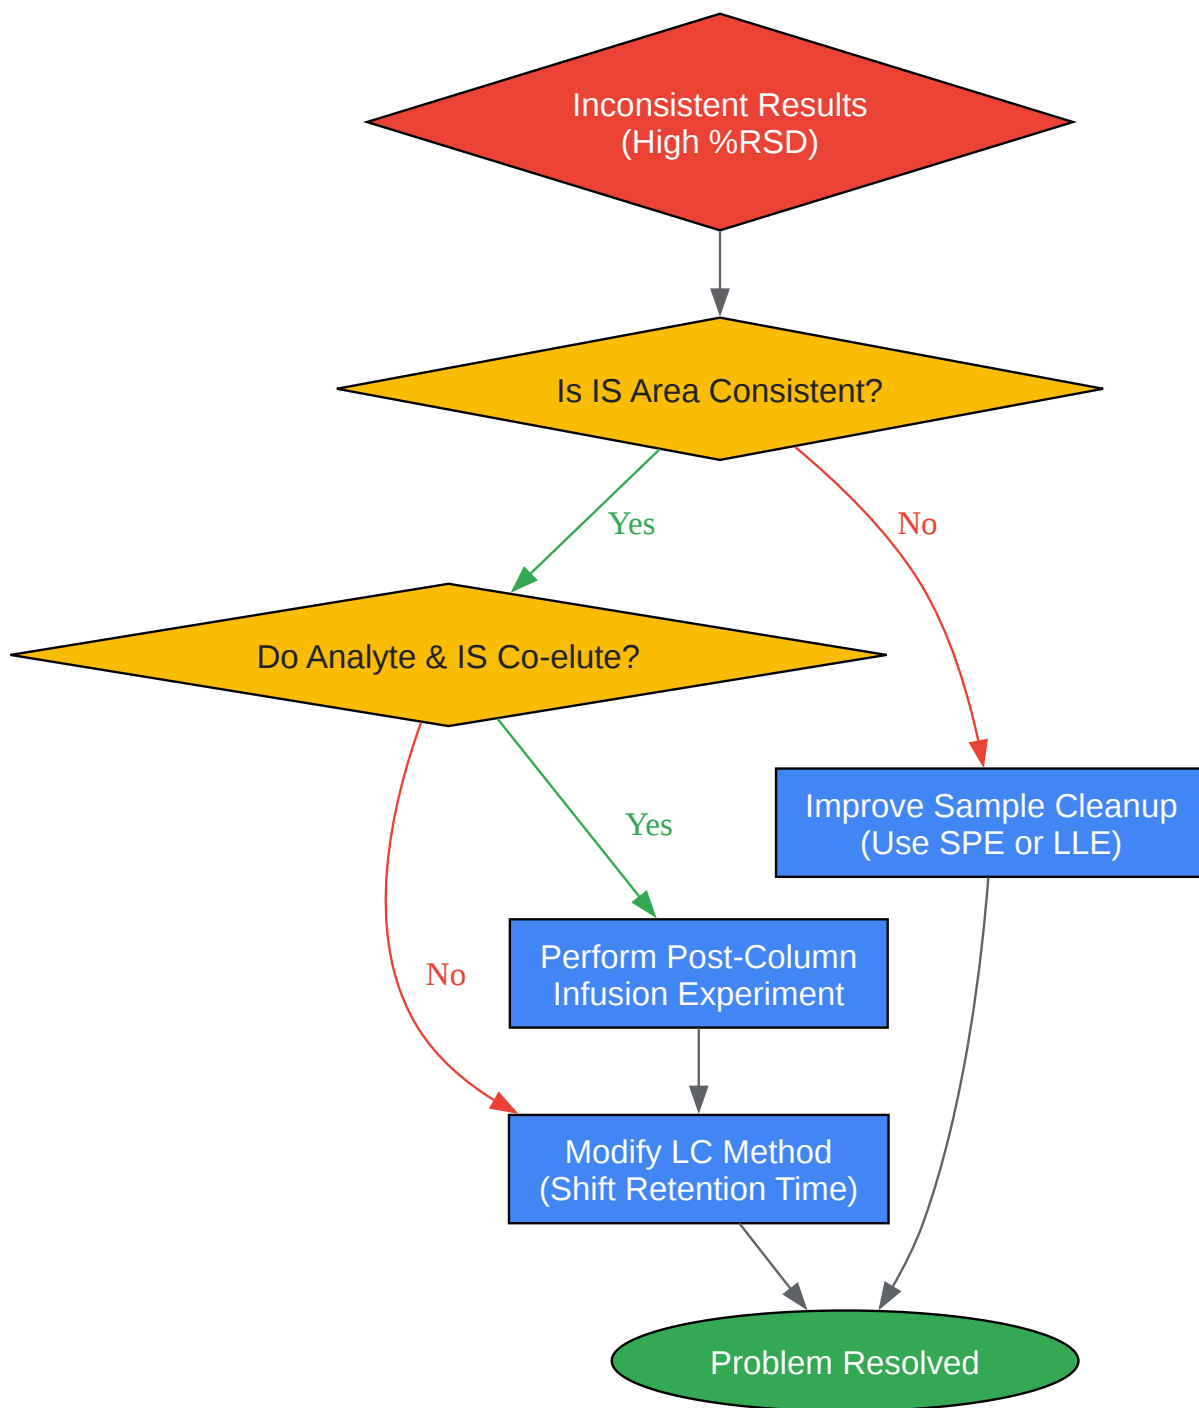 Inconsistent Results
(High %RSD)
Is IS Area Consistent?
Yes
No
Do Analyte & IS Co-elute?
Improve Sample Cleanup
(Use SPE or LLE)
Yes
Perform Post-Column
Infusion Experiment
No
Modify LC Method
(Shift Retention Time)
Problem Resolved